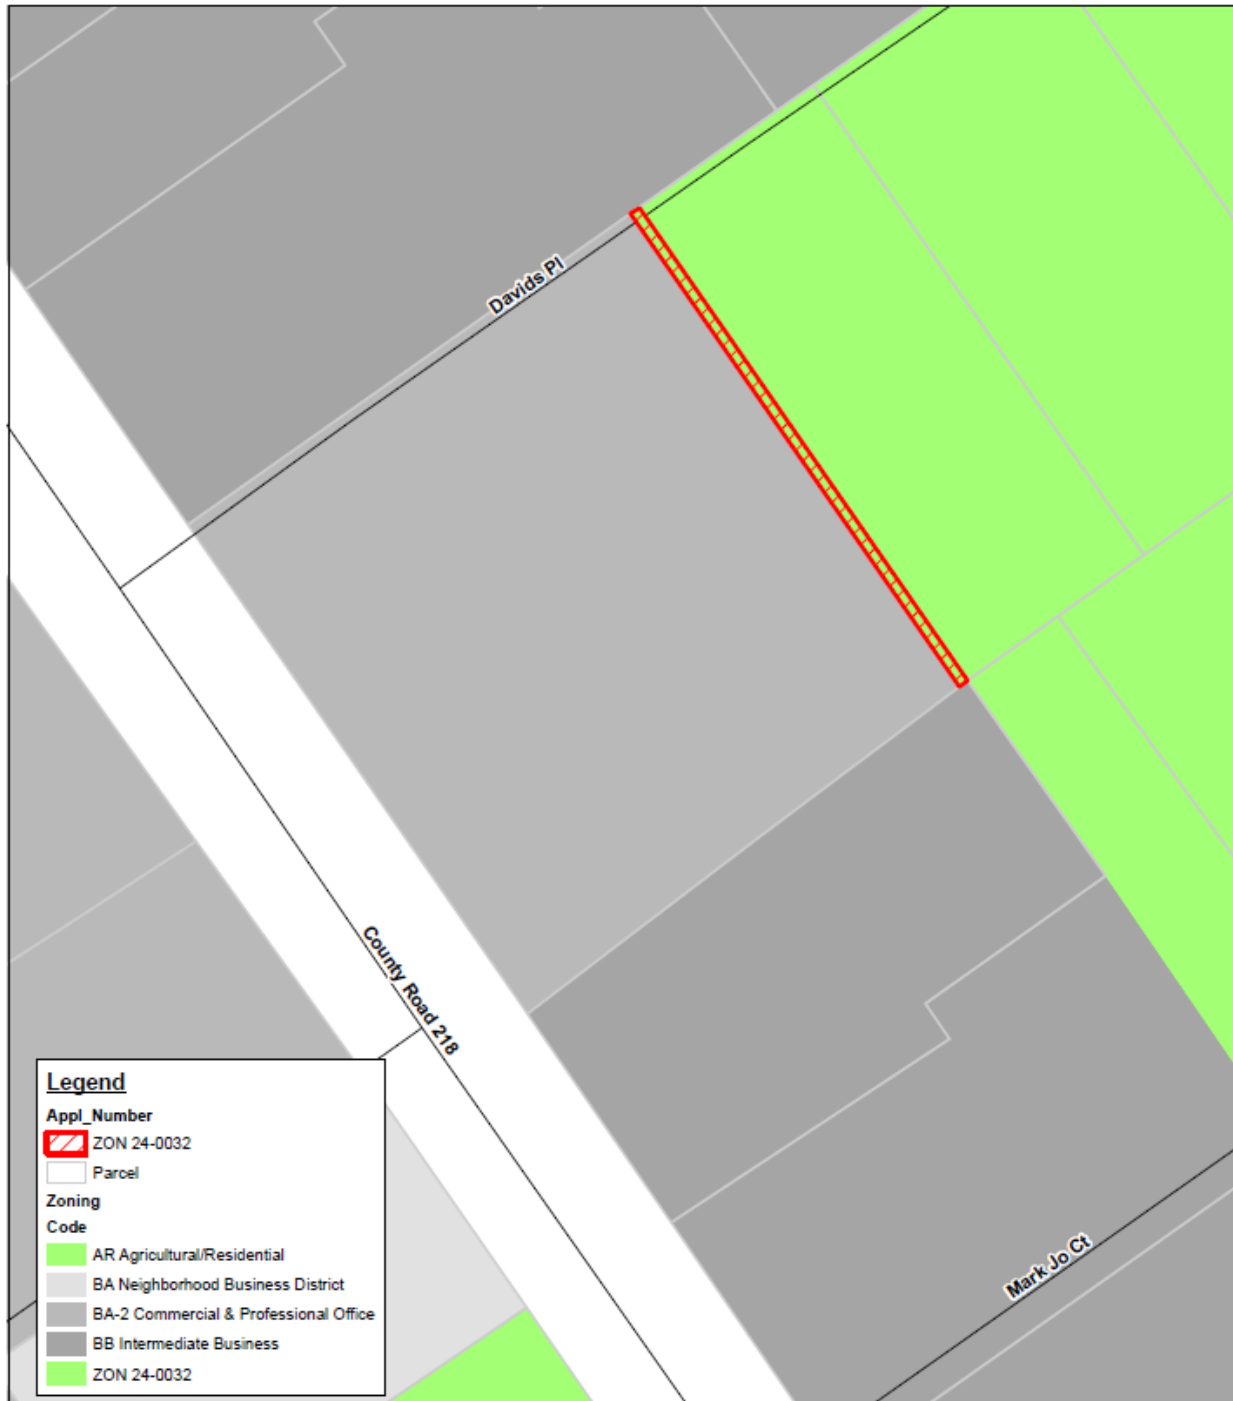 Davids Pl
County Road 218
Mark Jo Ct
Legend
Appl_Number
ZON 24-0032
Parcel
Zoning
Code
AR Agricultural/Residential
BA Neighborhood Business District
BA-2 Commercial & Professional Office
BB Intermediate Business
ZON 24-0032